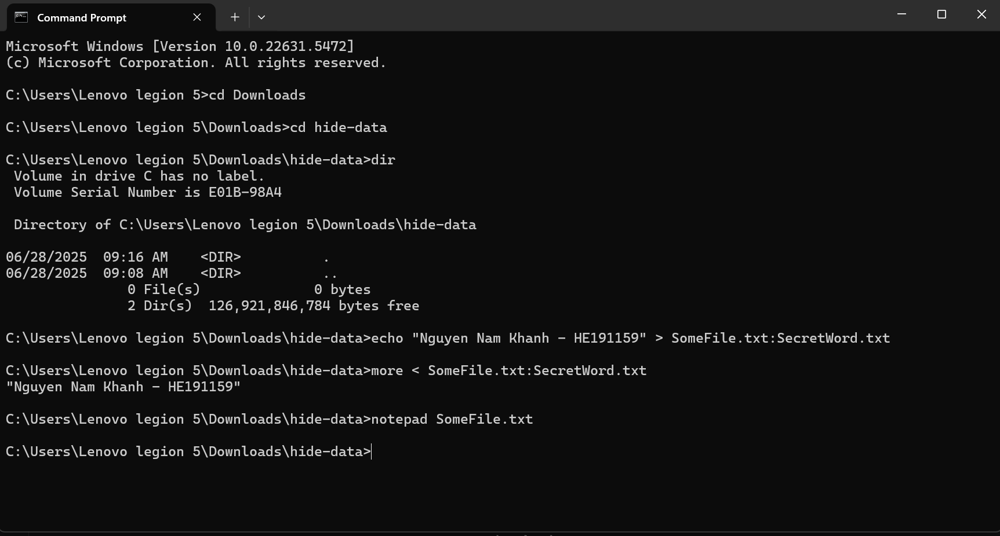 Command Prompt
Microsoft Windows [Version 10.0.22631.5472]
(c) Microsoft Corporation. All rights reserved.
C:\Users\Lenovo legion 5>cd Downloads
C:\Users\Lenovo legion 5\Downloads>cd hide-data
C:\Users\Lenovo legion 5\Downloads\hide-data>dir
 Volume in drive C has no label.
 Volume Serial Number is E01B-98A4
 Directory of C:\Users\Lenovo legion 5\Downloads\hide-data
06/28/2025  09:16 AM    <DIR>          .
06/28/2025  09:08 AM    <DIR>          ..
               0 File(s)              0 bytes
               2 Dir(s)  126,921,846,784 bytes free
C:\Users\Lenovo legion 5\Downloads\hide-data>echo "Nguyen Nam Khanh - HE191159" > SomeFile.txt:SecretWord.txt
C:\Users\Lenovo legion 5\Downloads\hide-data>more < SomeFile.txt:SecretWord.txt
"Nguyen Nam Khanh - HE191159"
C:\Users\Lenovo legion 5\Downloads\hide-data>notepad SomeFile.txt
C:\Users\Lenovo legion 5\Downloads\hide-data>